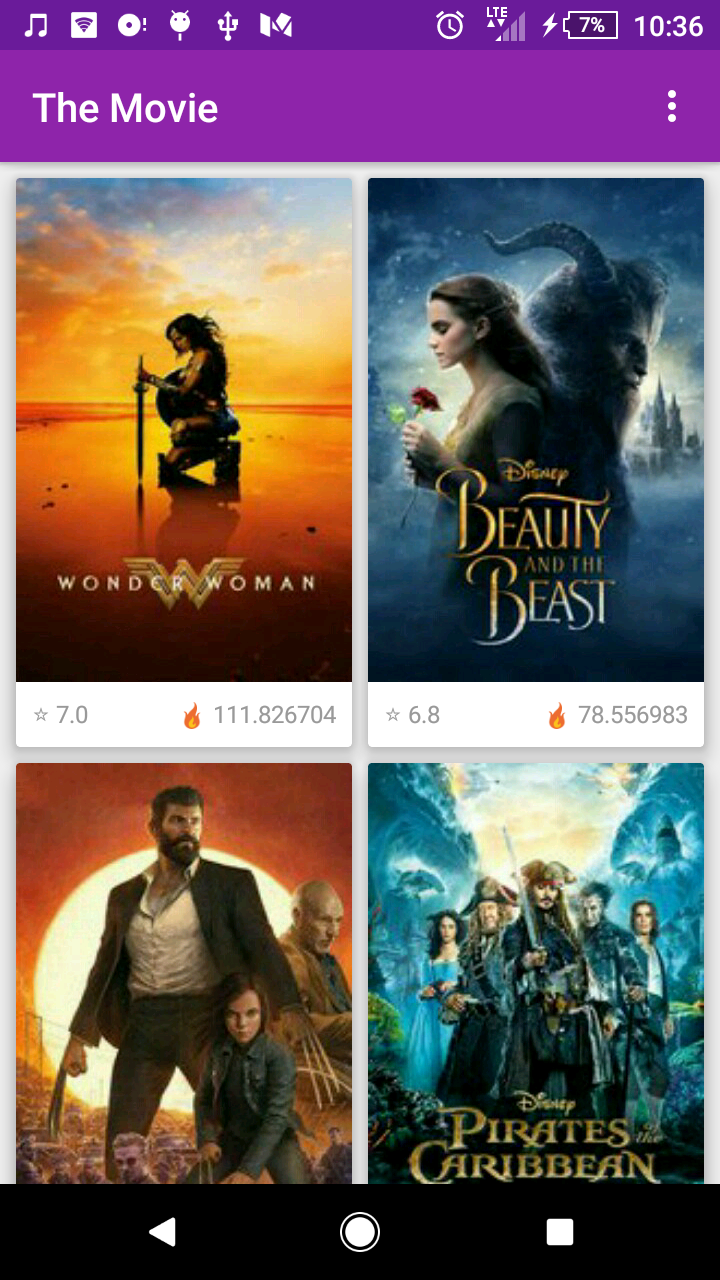 LTE
7%
10:36
The Movie
WONDER WOMAN
Disney
BEAUTY
AND THE
BEAST
7.0
111.826704
6.8
78.556983
Disney
PIRATES of the
CARIBBEAN